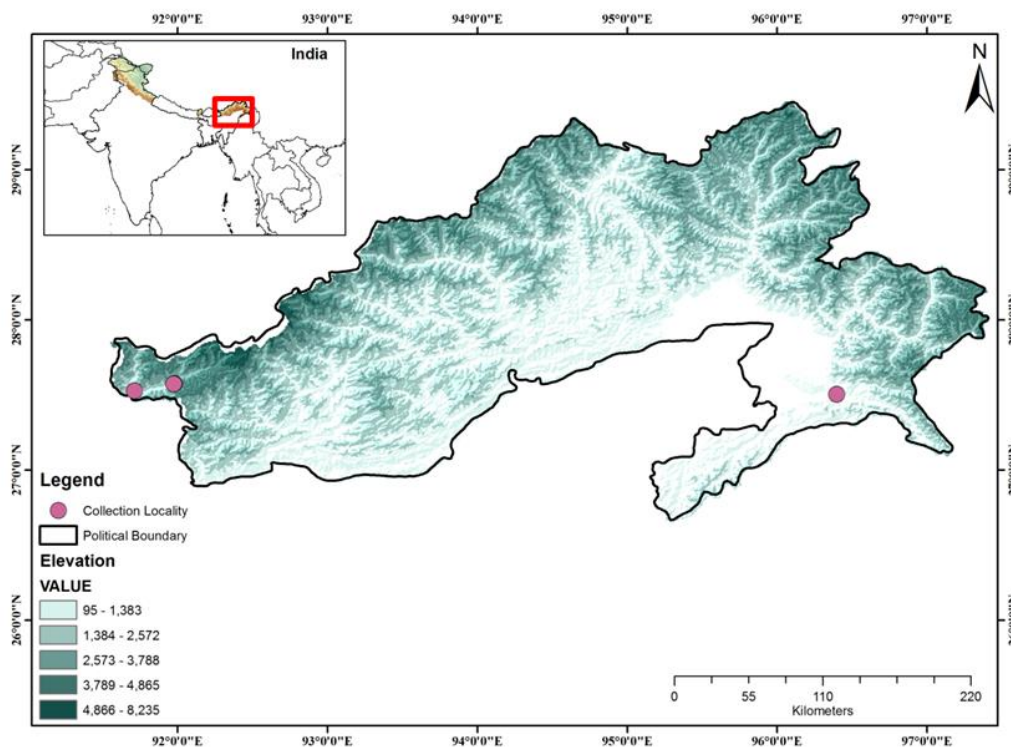 92°0'0"E 93°0'0"E 94°0'0"E 95°0'0"E 96°0'0"E 97°0'0"E
India
N
29°0'0"N
28°0'0"N
27°0'0"N
26°0'0"N
Legend
Collection Locality
Political Boundary
Elevation
VALUE
95 - 1,383
1,384 - 2,572
2,573 - 3,788
3,789 - 4,865
4,866 - 8,235
0 55 110 220
Kilometers
92°0'0"E 93°0'0"E 94°0'0"E 95°0'0"E 96°0'0"E 97°0'0"E